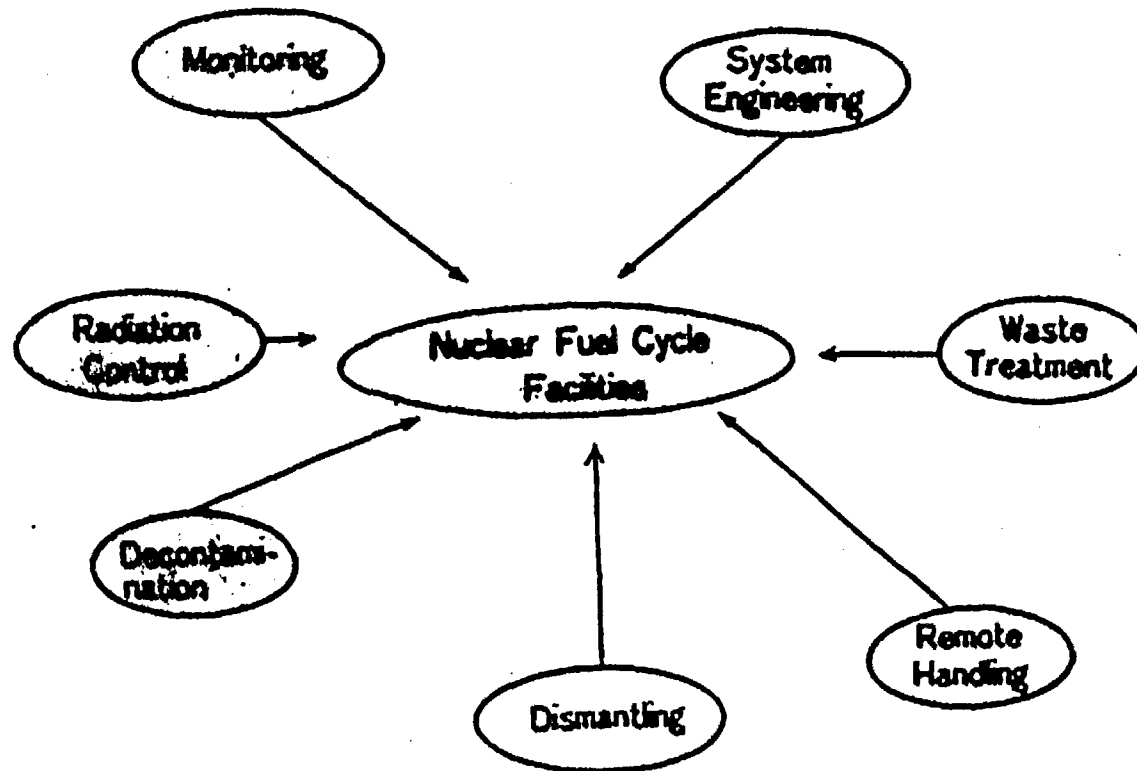 Monitoring
System
Engineering
Radiation
Control
Nuclear Fuel Cycle
Facilities
Waste
Treatment
Decontami-
nation
Remote
Handling
Dismantling